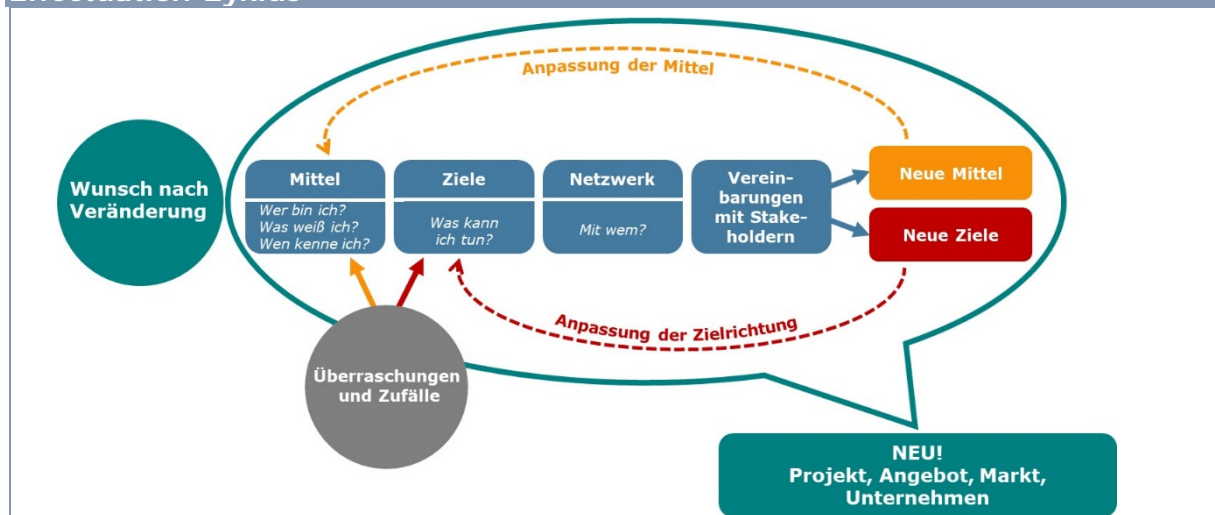 Anpassung der Mittel
Wunsch nach
Veränderung
Mittel
Wer bin ich?
Was weiß ich?
Wen kenne ich?
Ziele
Was kann
ich tun?
Netzwerk
Mit wem?
Verein-
barungen
mit Stake-
holdern
Neue Mittel
Neue Ziele
Anpassung der Zielrichtung
Überraschungen
und Zufälle
NEU!
Projekt, Angebot, Markt,
Unternehmen